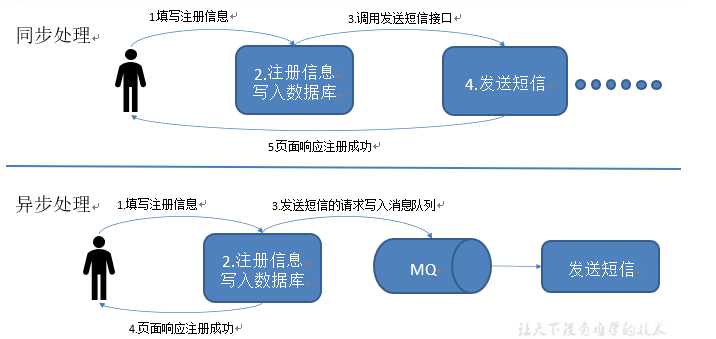 同步处理
1填写注册信息
3.调用发送短信接口
2.注册信息
写入数据库
4.发送短信
5.页面响应注册成功
异步处理
1.填写注册信息
3.发送短信的请求写入消息队列
2.注册信息
写入数据库
MQ
发送短信
4.页面响应注册成功
让天下没有难学的技术